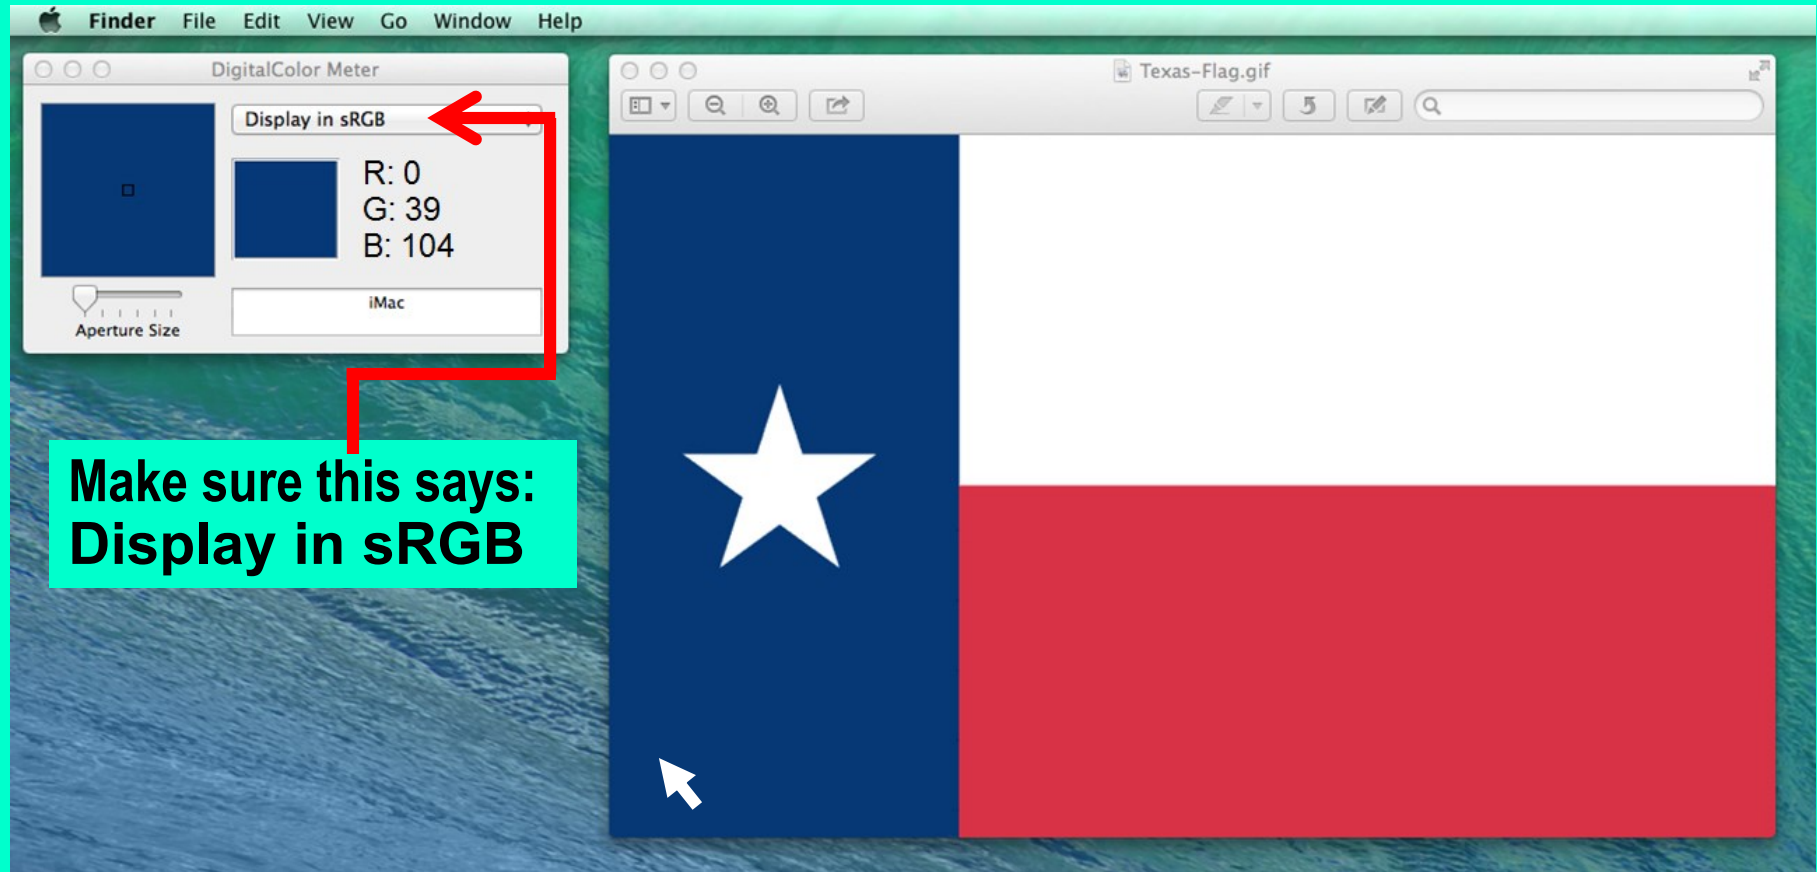 Finder File Edit View Go Window Help
DigitalColor Meter
Display in sRGB
R: 0
G: 39
B: 104
Aperture Size
iMac
Texas-Flag.gif
Make sure this says:
Display in sRGB